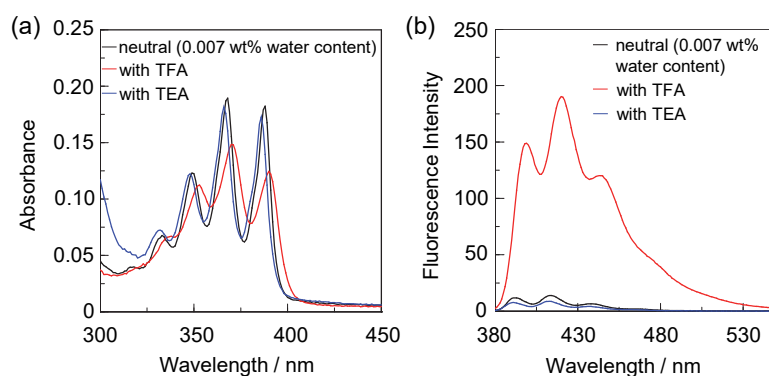 (a)
0.25
0.20
0.15
0.10
0.05
0
Absorbance
neutral (0.007 wt% water content)
with TFA
with TEA
300
350
400
450
Wavelength / nm
(b)
250
200
150
100
50
0
Fluorescence Intensity
neutral (0.007 wt%
water content)
with TFA
with TEA
380
430
480
530
Wavelength / nm